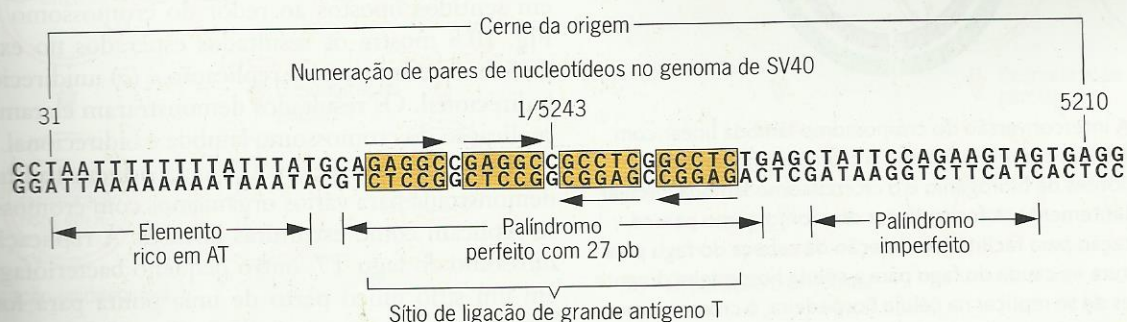 Cerne da origem
Numeração de pares de nucleotídeos no genoma de SV40
31 1/5243 5210
CCTAATTTTTTTTATTTATGCAGAGGCCGAGGCCGCCTCGGCCTCTGAGCTATTCCAGAAGTAGTGAGG
GGATTAAAAAAAATAAATACGTCTCCGGCTCCGGCGGAGCCGGAGACTCGATAAGGTCTTCATCACTCC
Elemento
rico em AT
Palíndromo
perfeito com 27 pb
Palíndromo
imperfeito
Sítio de ligação de grande antígeno T